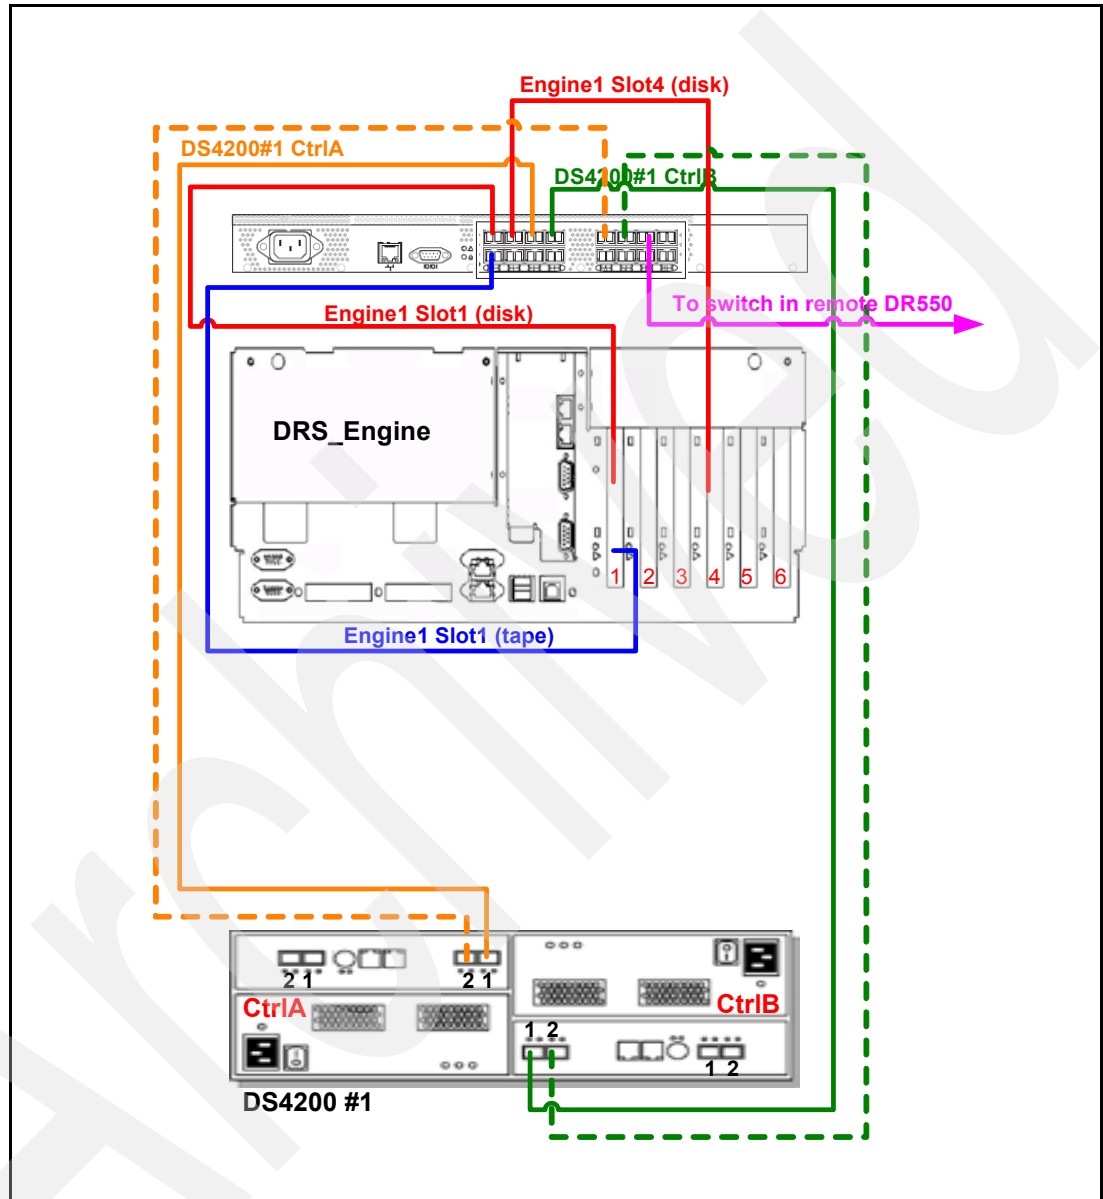 Engine1 Slot4 (disk)
DS4200#1 CtrlA
DS4200#1 CtrlB
To switch in remote DR550
Engine1 Slot1 (disk)
DRS_Engine
1 2 3 4 5 6
Engine1 Slot1 (tape)
2 1
2 1
CtrlA
CtrlB
1 2
1 2
DS4200 #1
Archived